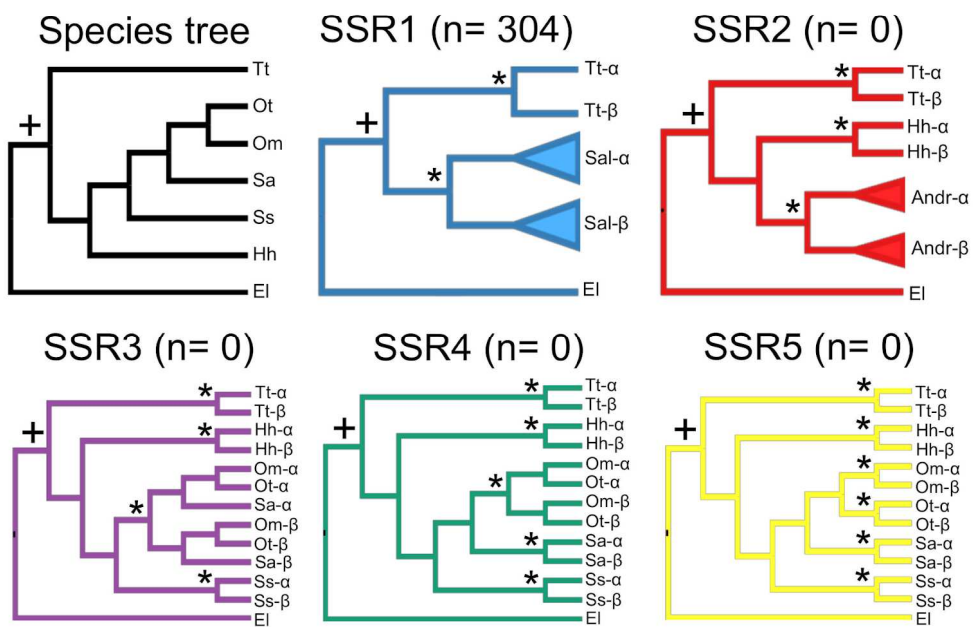 Species tree
+
Tt
Ot
Om
Sa
Ss
Hh
El
SSR1 (n= 304)
+
*
*
Tt-α
Tt-β
Sal-α
Sal-β
El
SSR2 (n= 0)
+
*
*
*
Tt-α
Tt-β
Hh-α
Hh-β
Andr-α
Andr-β
El
SSR3 (n= 0)
+
*
*
*
*
Tt-α
Tt-β
Hh-α
Hh-β
Om-α
Ot-α
Sa-α
Om-β
Ot-β
Sa-β
Ss-α
Ss-β
El
SSR4 (n= 0)
+
*
*
*
*
*
Tt-α
Tt-β
Hh-α
Hh-β
Om-α
Ot-α
Om-β
Ot-β
Sa-α
Sa-β
Ss-α
Ss-β
El
SSR5 (n= 0)
+
*
*
*
*
*
*
Tt-α
Tt-β
Hh-α
Hh-β
Om-α
Om-β
Ot-α
Ot-β
Sa-α
Sa-β
Ss-α
Ss-β
El